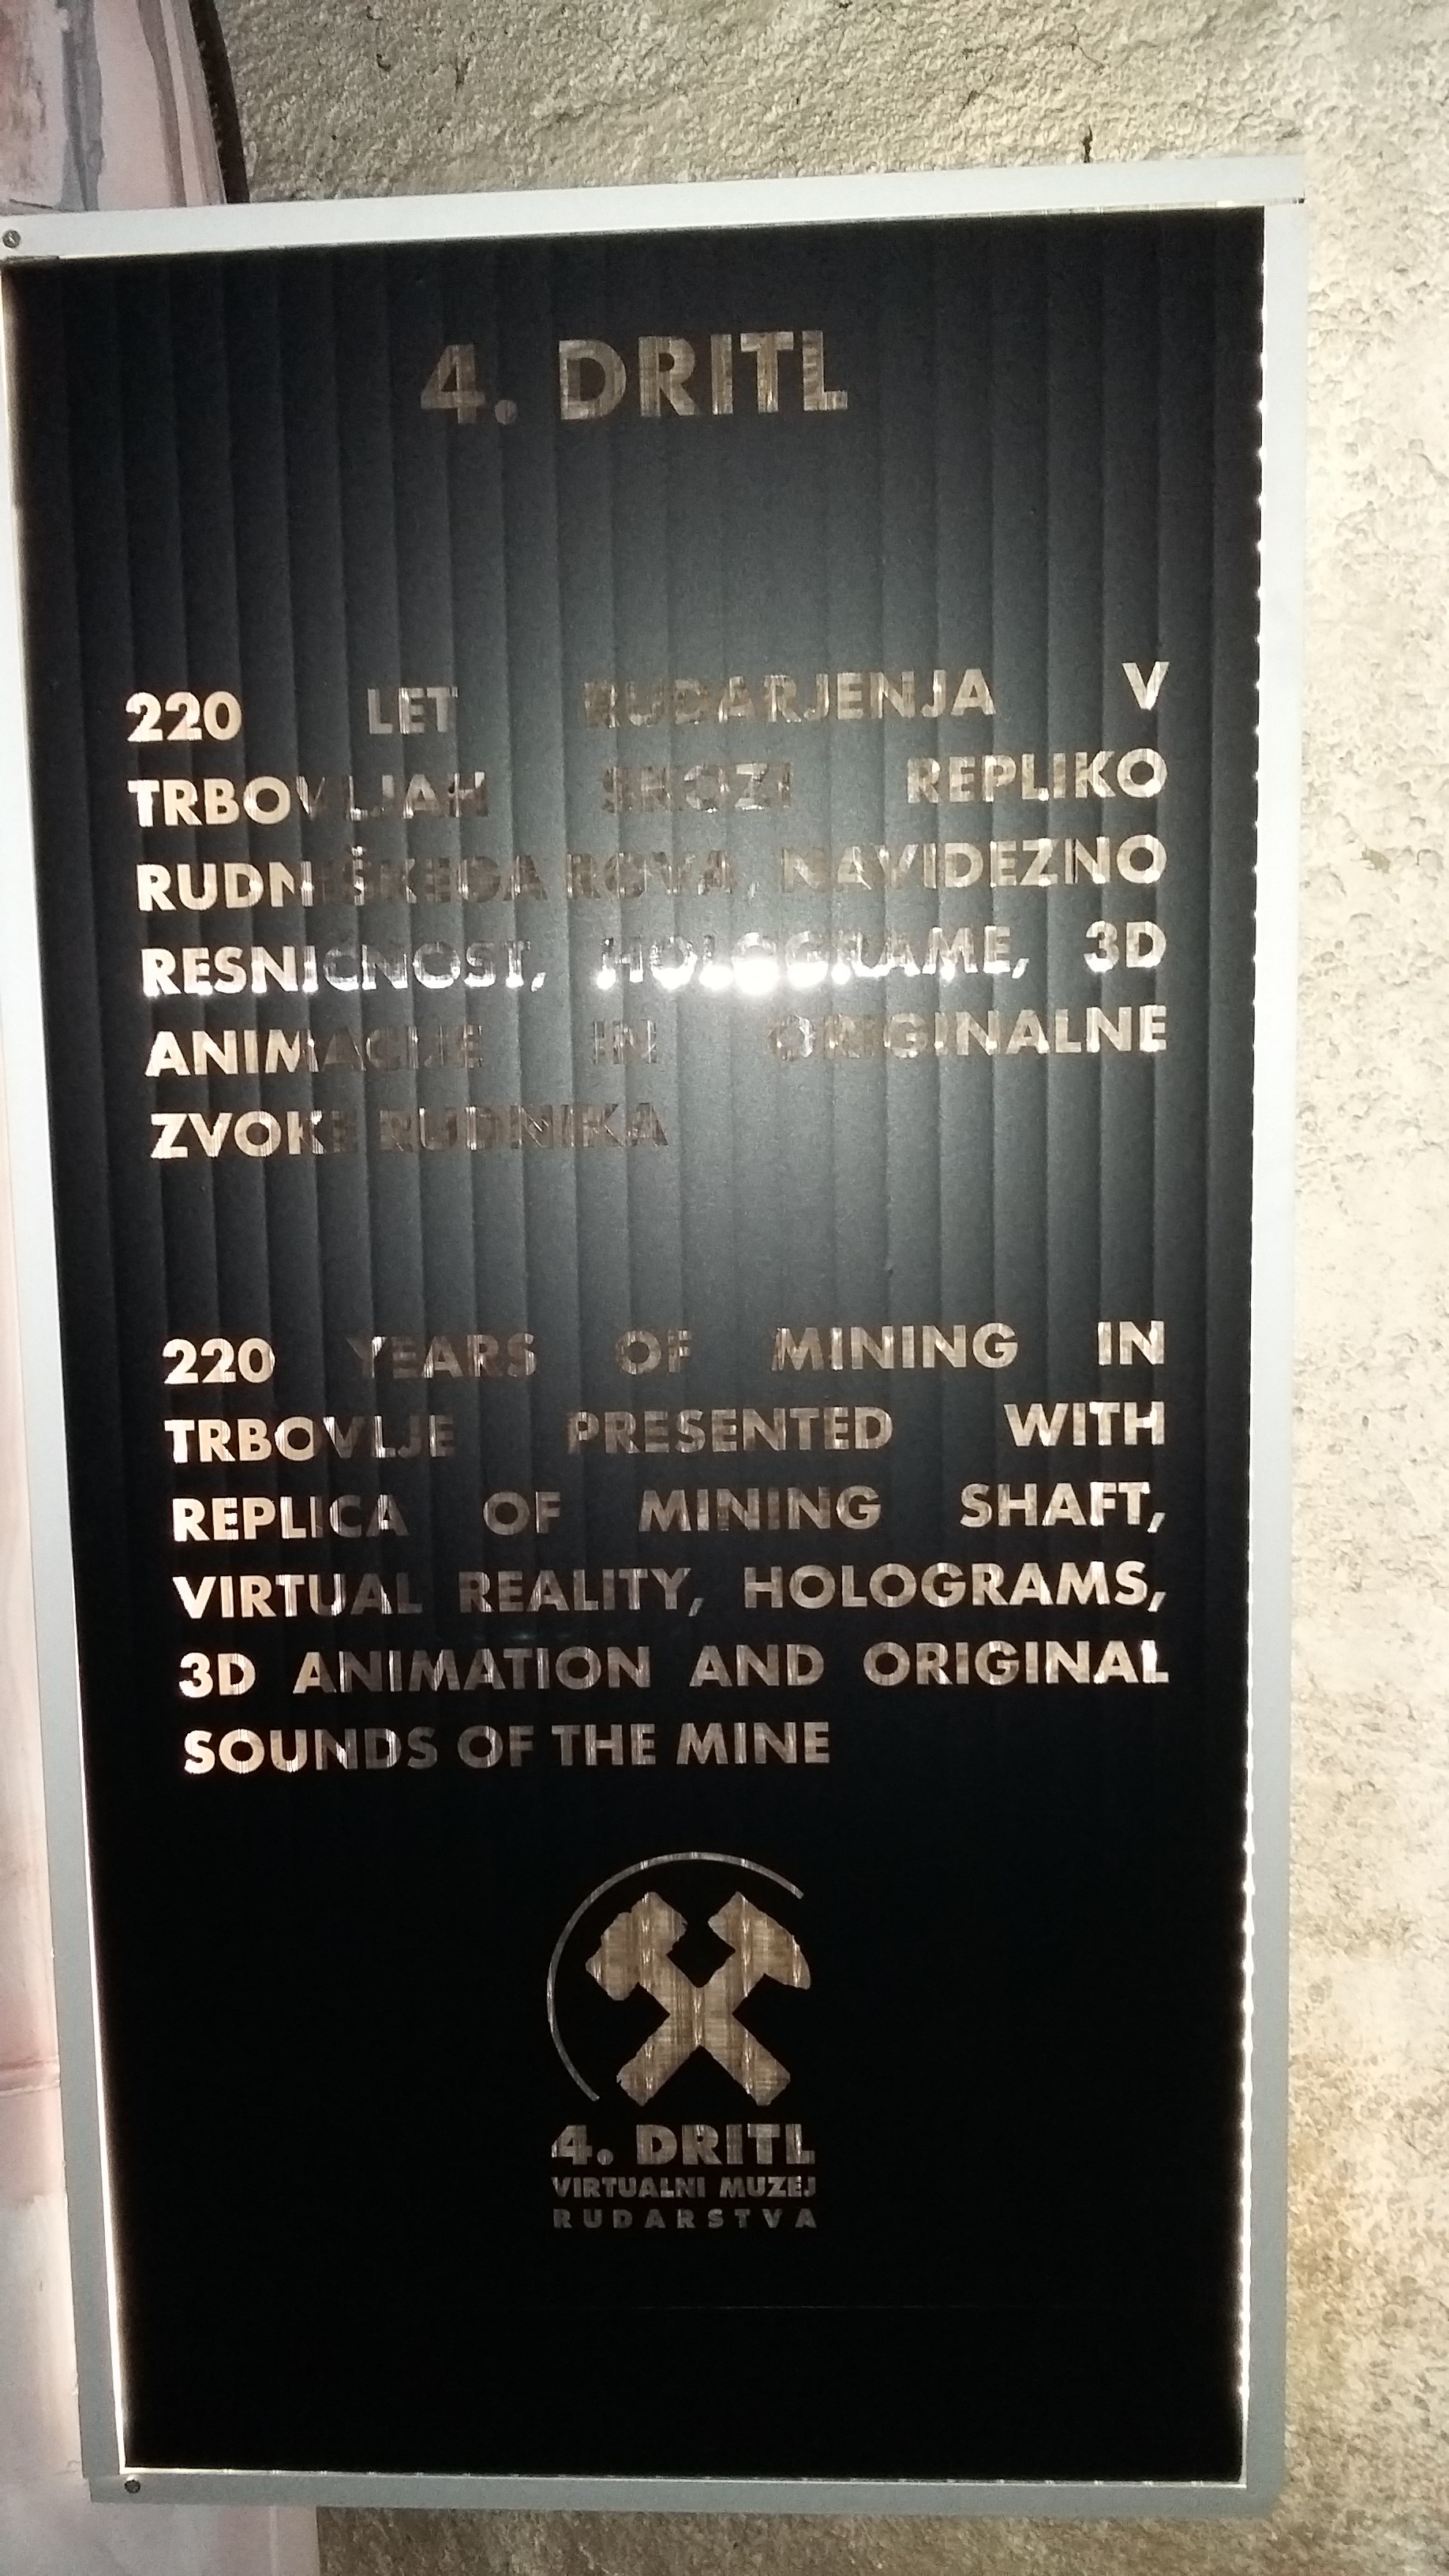 4. DRITL
220 LET RUDARJENJA V
TRBOVLJAH SKOZI REPLIKO
RUDNIŠKEGA ROVA, NAVIDEZNO
RESNIČNOST, HOLOGRAME, 3D
ANIMACIJE IN ORIGINALNE
ZVOKE RUDNIKA
220 YEARS OF MINING IN
TRBOVLJE PRESENTED WITH
REPLICA OF MINING SHAFT,
VIRTUAL REALITY, HOLOGRAMS,
3D ANIMATION AND ORIGINAL
SOUNDS OF THE MINE
4. DRITL
VIRTUALNI MUZEJ
RUDARSTVA